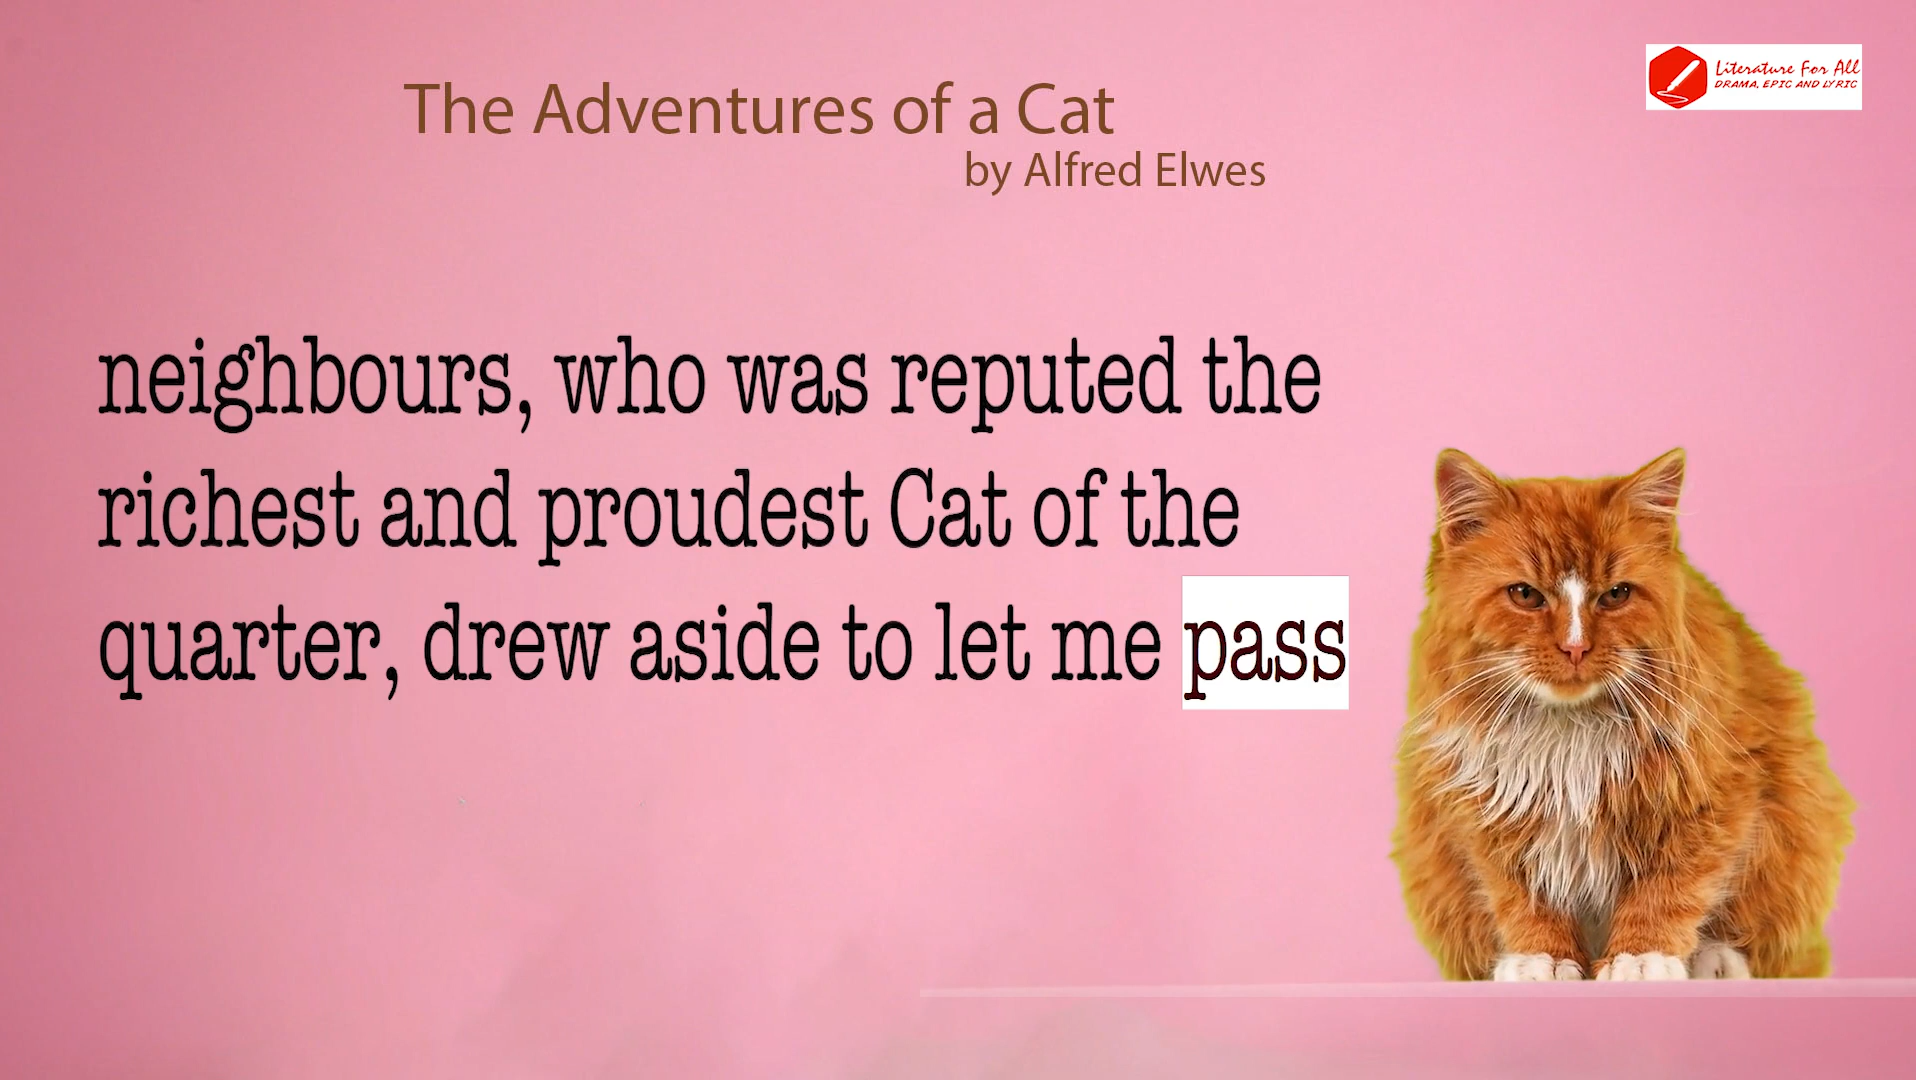 The Adventures of a Cat
by Alfred Elwes
Literature For All
DRAMA, EPIC AND LYRIC
neighbours, who was reputed the
richest and proudest Cat of the
quarter, drew aside to let me pass